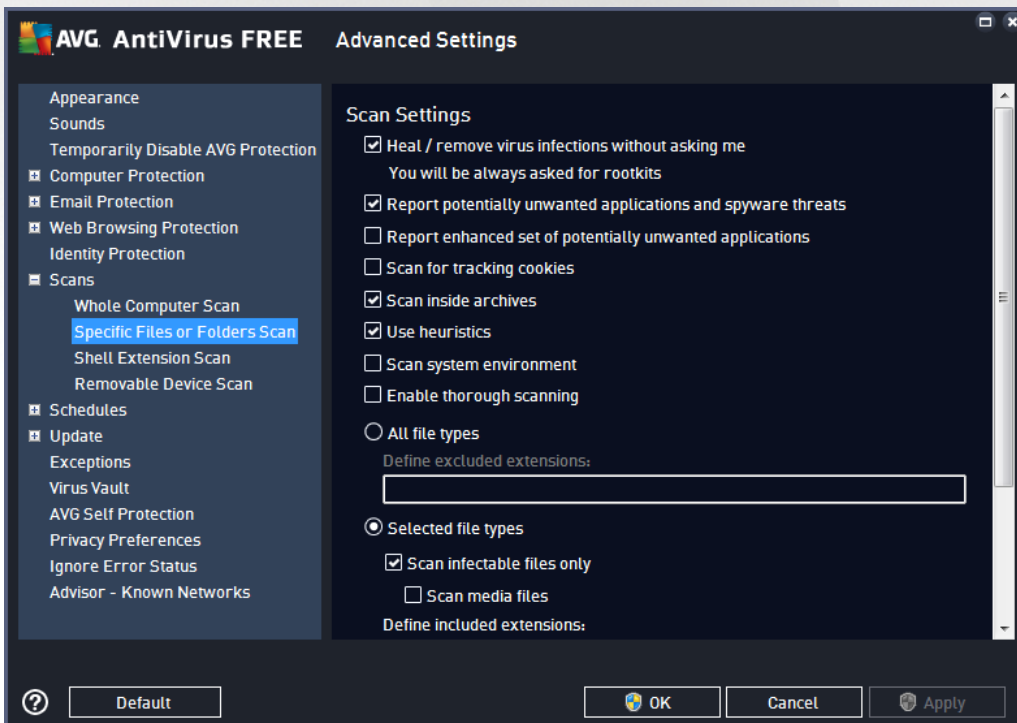 AVG. AntiVirus FREE Advanced Settings
Appearance
Sounds
Temporarily Disable AVG Protection
Computer Protection
Email Protection
Web Browsing Protection
Identity Protection
Scans
Whole Computer Scan
Specific Files or Folders Scan
Shell Extension Scan
Removable Device Scan
Schedules
Update
Exceptions
Virus Vault
AVG Self Protection
Privacy Preferences
Ignore Error Status
Advisor - Known Networks
Scan Settings
Heal / remove virus infections without asking me
You will be always asked for rootkits
Report potentially unwanted applications and spyware threats
Report enhanced set of potentially unwanted applications
Scan for tracking cookies
Scan inside archives
Use heuristics
Scan system environment
Enable thorough scanning
All file types
Define excluded extensions:
Selected file types
Scan infectable files only
Scan media files
Define included extensions:
? Default OK Cancel Apply